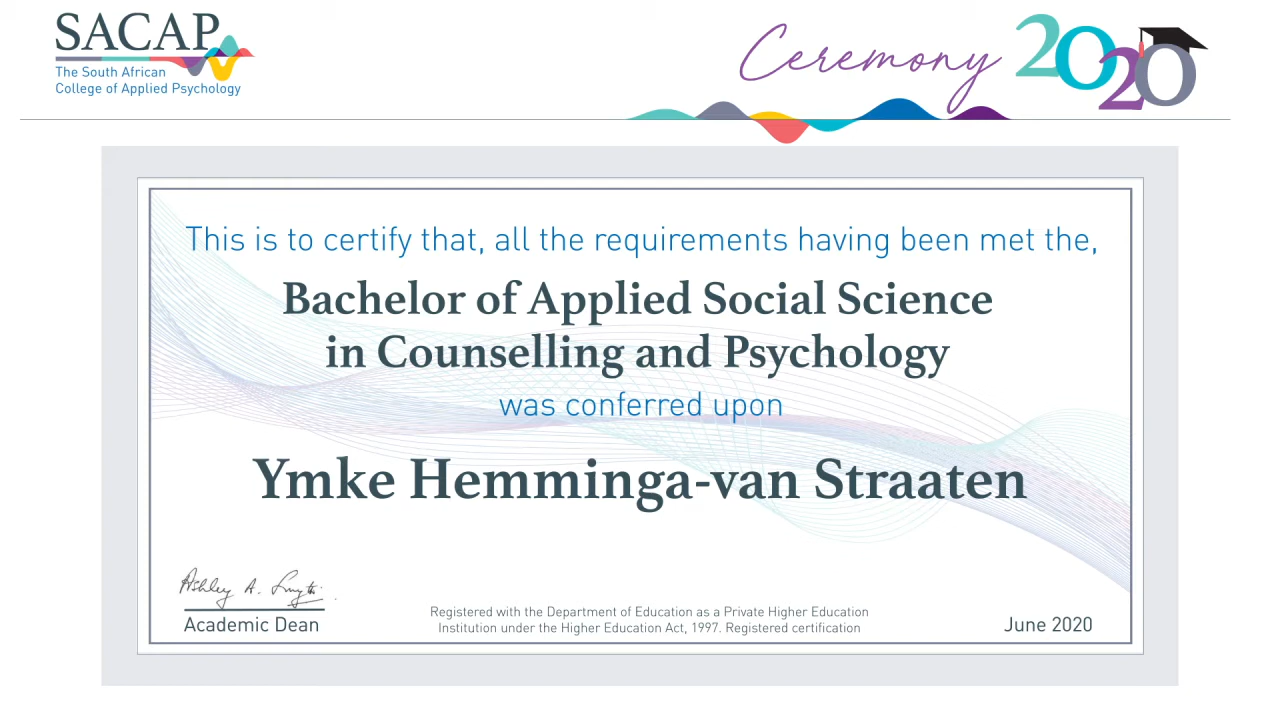 SACAP
The South African
College of Applied Psychology
Ceremony 2020
This is to certify that, all the requirements having been met the,
Bachelor of Applied Social Science
in Counselling and Psychology
was conferred upon
Ymke Hemminga-van Straaten
Ashley A. Smyth
Academic Dean
Registered with the Department of Education as a Private Higher Education
Institution under the Higher Education Act, 1997. Registered certification
June 2020